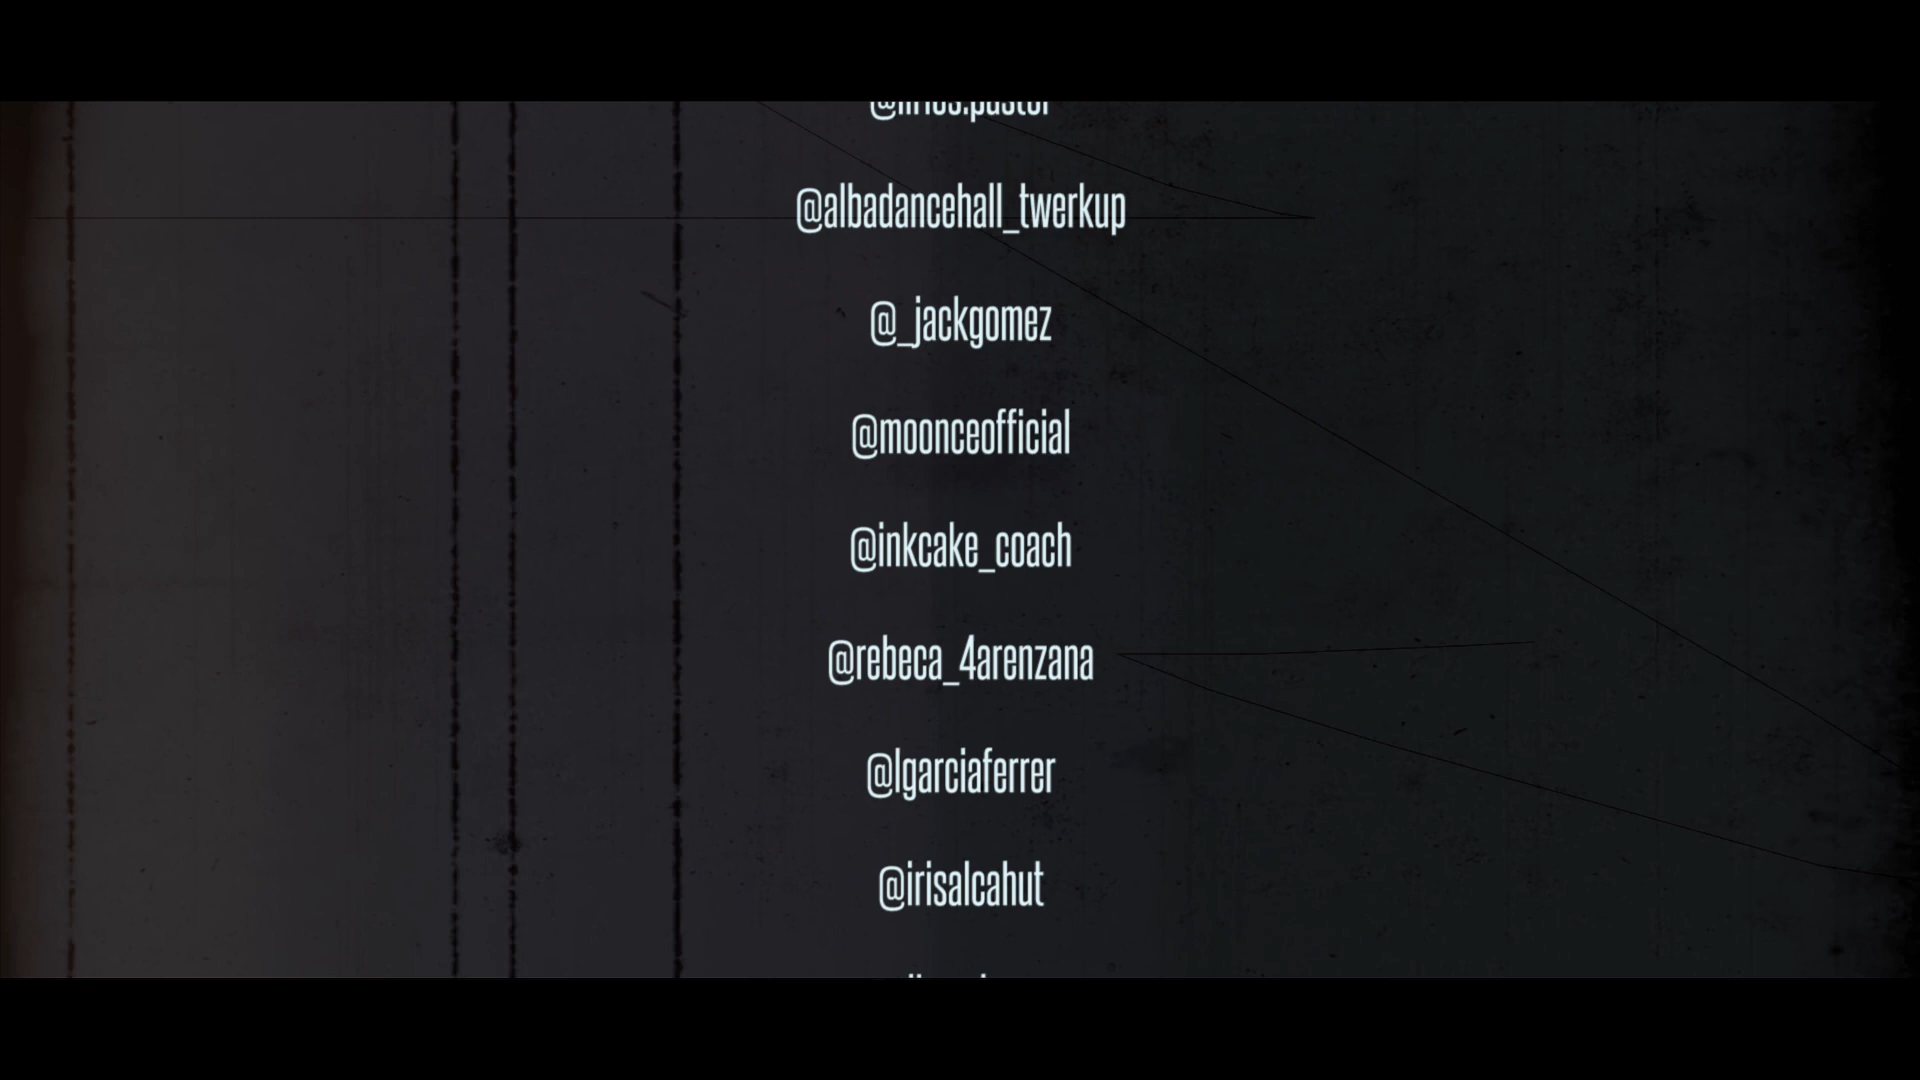 @albadancehall_twerkup
@_jackgomez
@moonceofficial
@inkcake_coach
@rebeca_4arenzana
@lgarciaferrer
@irisalcahut